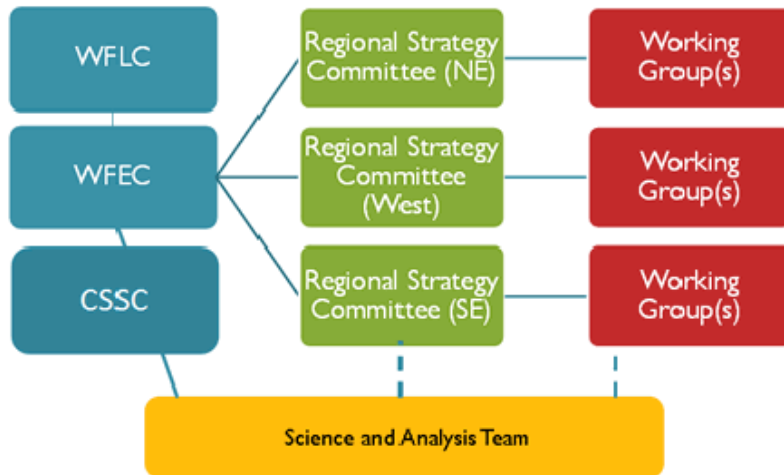 WFLC
Regional Strategy
Committee (NE)
Working
Group(s)
WFEC
Regional Strategy
Committee
(West)
Working
Group(s)
CSSC
Regional Strategy
Committee (SE)
Working
Group(s)
Science and Analysis Team